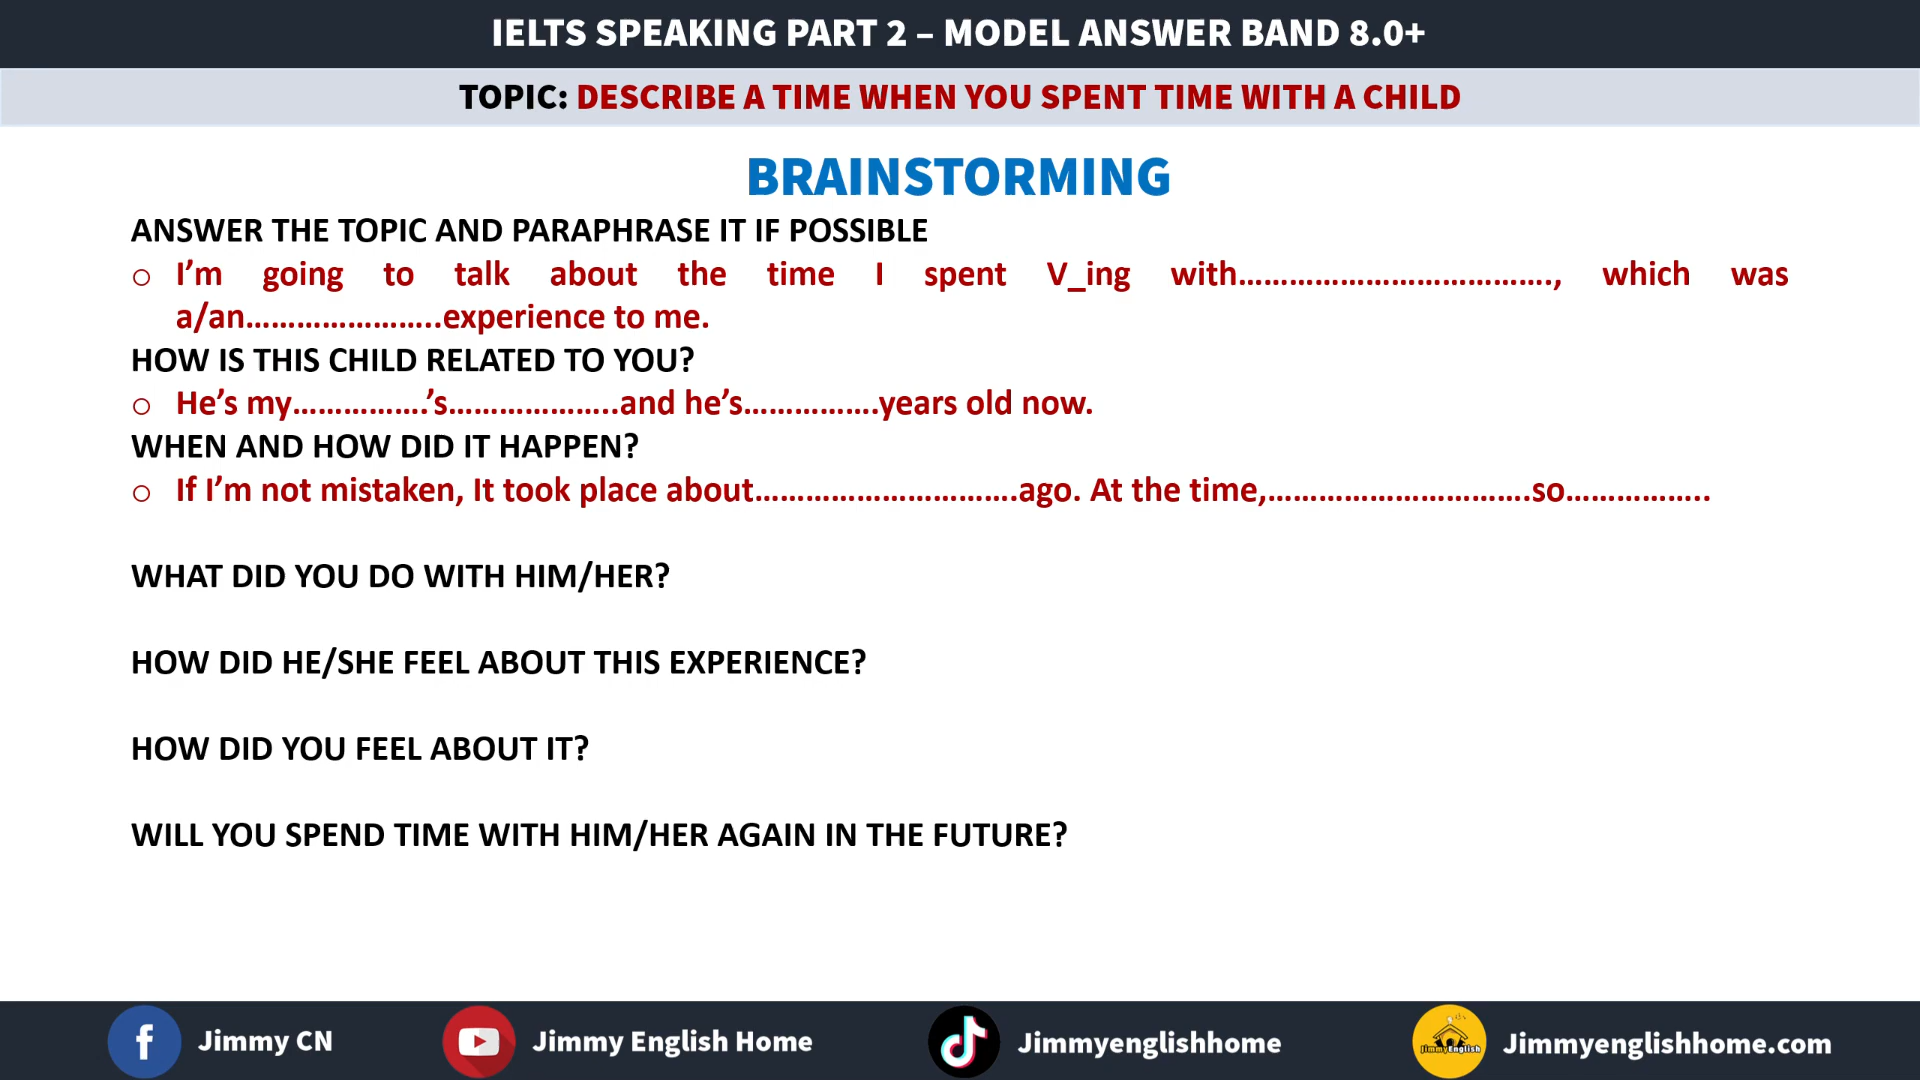 IELTS SPEAKING PART 2 – MODEL ANSWER BAND 8.0+
TOPIC: DESCRIBE A TIME WHEN YOU SPENT TIME WITH A CHILD
BRAINSTORMING
ANSWER THE TOPIC AND PARAPHRASE IT IF POSSIBLE
o I’m going to talk about the time I spent V_ing with………………………………., which was
a/an…………………..experience to me.
HOW IS THIS CHILD RELATED TO YOU?
o He’s my…………….’s………………..and he’s…………….years old now.
WHEN AND HOW DID IT HAPPEN?
o If I’m not mistaken, It took place about………………………….ago. At the time,………………………….so……………..
WHAT DID YOU DO WITH HIM/HER?
HOW DID HE/SHE FEEL ABOUT THIS EXPERIENCE?
HOW DID YOU FEEL ABOUT IT?
WILL YOU SPEND TIME WITH HIM/HER AGAIN IN THE FUTURE?
f Jimmy CN Jimmy English Home Jimmyenglishhome JimmyEnglish Jimmyenglishhome.com